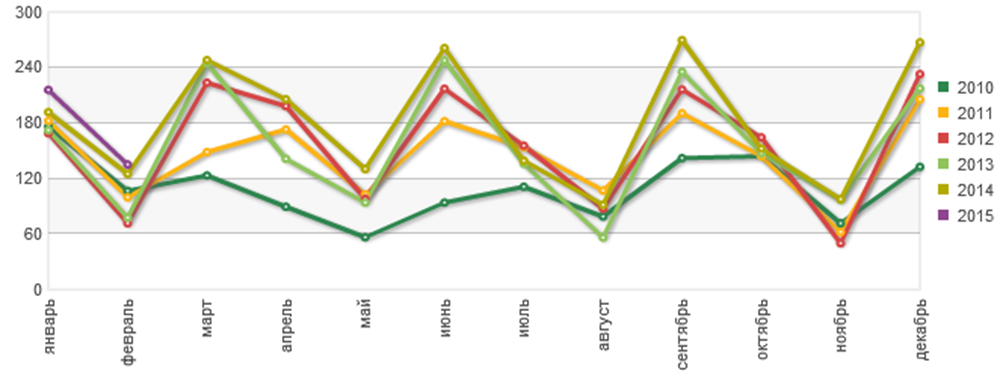 300
240
180
120
60
0
январь
февраль
март
апрель
май
июнь
июль
август
сентябрь
октябрь
ноябрь
декабрь
2010
2011
2012
2013
2014
2015